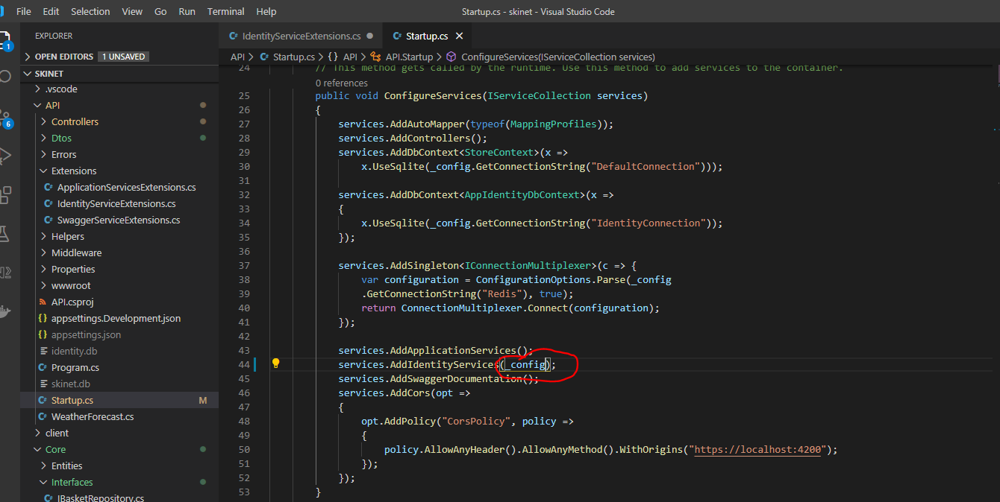 File Edit Selection View Go Run Terminal Help
Startup.cs - skinet - Visual Studio Code
1
6
EXPLORER
OPEN EDITORS 1 UNSAVED
SKINET
.vscode
API
Controllers
Dtos
Errors
Extensions
C# ApplicationServicesExtensions.cs
C# IdentityServiceExtensions.cs
C# SwaggerServiceExtensions.cs
Helpers
Middleware
Properties
wwwroot
API.csproj
{} appsettings.Development.json
{} appsettings.json
identity.db
C# Program.cs
skinet.db
C# Startup.cs M
C# WeatherForecast.cs
client
Core
Entities
Interfaces
C# IBasketRepository.cs
C# IdentityServiceExtensions.cs ● C# Startup.cs ×
API > C# Startup.cs > {} API > API.Startup > ConfigureServices(IServiceCollection services)
24 // This method gets called by the runtime. Use this method to add services to the container.
0 references
25 public void ConfigureServices(IServiceCollection services)
26 {
27 services.AddAutoMapper(typeof(MappingProfiles));
28 services.AddControllers();
29 services.AddDbContext<StoreContext>(x =>
30 x.UseSqlite(_config.GetConnectionString("DefaultConnection")));
31
32 services.AddDbContext<AppIdentityDbContext>(x =>
33 {
34 x.UseSqlite(_config.GetConnectionString("IdentityConnection"));
35 });
36
37 services.AddSingleton<IConnectionMultiplexer>(c => {
38 var configuration = ConfigurationOptions.Parse(_config
39 .GetConnectionString("Redis"), true);
40 return ConnectionMultiplexer.Connect(configuration);
41 });
42
43 services.AddApplicationServices();
44 services.AddIdentityServices(_config);
45 services.AddSwaggerDocumentation();
46 services.AddCors(opt =>
47 {
48 opt.AddPolicy("CorsPolicy", policy =>
49 {
50 policy.AllowAnyHeader().AllowAnyMethod().WithOrigins("https://localhost:4200");
51 });
52 });
53 }